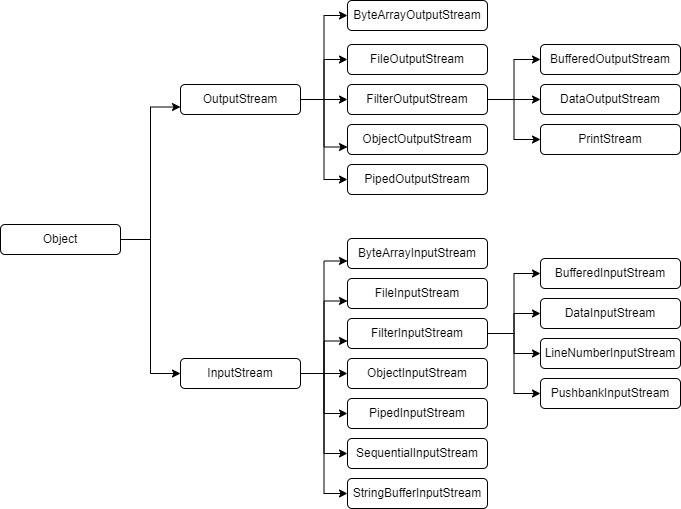 ByteArrayOutputStream
FileOutputStream
BufferedOutputStream
OutputStream
FilterOutputStream
DataOutputStream
ObjectOutputStream
PrintStream
PipedOutputStream
Object
ByteArrayInputStream
BufferedInputStream
FileInputStream
DataInputStream
FilterInputStream
LineNumberInputStream
InputStream
ObjectInputStream
PushbankInputStream
PipedInputStream
SequentialInputStream
StringBufferInputStream